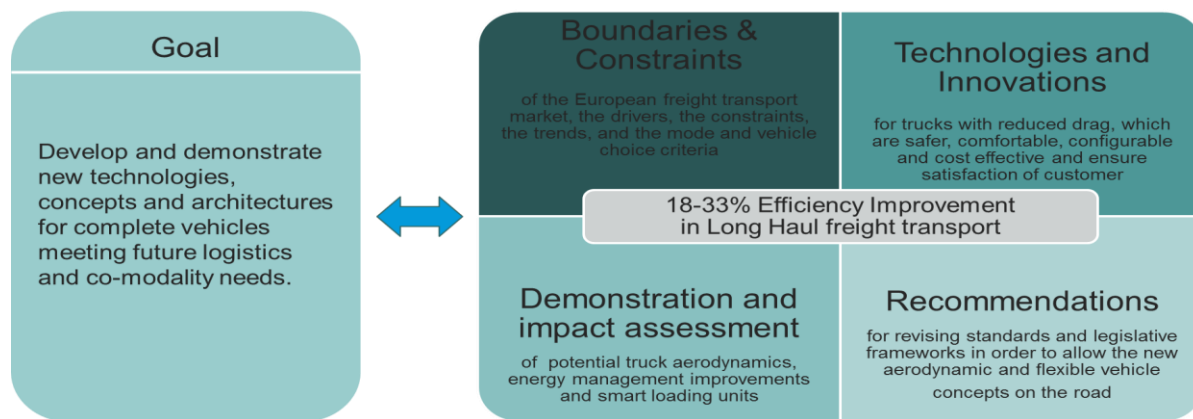 Goal
Develop and demonstrate
new technologies,
concepts and architectures
for complete vehicles
meeting future logistics
and co-modality needs.
Boundaries &
Constraints
of the European freight transport
market, the drivers, the constraints,
the trends, and the mode and vehicle
choice criteria
Technologies and
Innovations
for trucks with reduced drag, which
are safer, comfortable, configurable
and cost effective and ensure
satisfaction of customer
18-33% Efficiency Improvement
in Long Haul freight transport
Demonstration and
impact assessment
of potential truck aerodynamics,
energy management improvements
and smart loading units
Recommendations
for revising standards and legislative
frameworks in order to allow the new
aerodynamic and flexible vehicle
concepts on the road